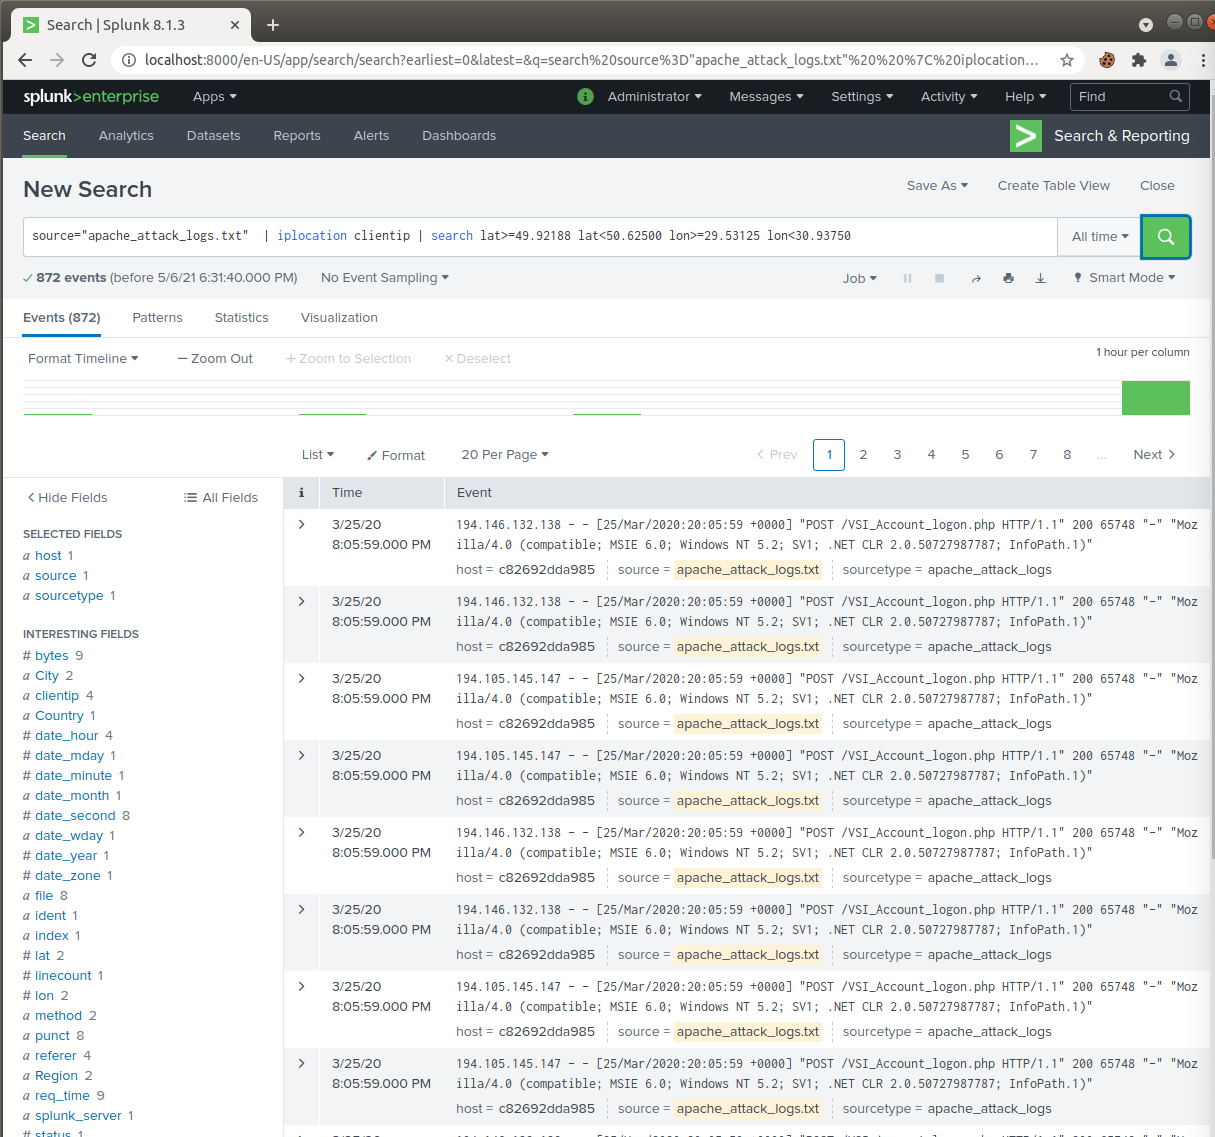 Search | Splunk 8.1.3
localhost:8000/en-US/app/search/search?earliest=0&latest=&q=search%20source%3D"apache_attack_logs.txt"%20%20%7C%20iplocation...
splunk>enterprise Apps Administrator Messages Settings Activity Help Find
Search Analytics Datasets Reports Alerts Dashboards Search & Reporting
New Search Save As Create Table View Close
source="apache_attack_logs.txt" | iplocation clientip | search lat>=49.92188 lat<50.62500 lon>=29.53125 lon<30.93750 All time
872 events (before 5/6/21 6:31:40.000 PM) No Event Sampling Job Smart Mode
Events (872) Patterns Statistics Visualization
Format Timeline — Zoom Out + Zoom to Selection × Deselect 1 hour per column
List Format 20 Per Page < Prev 1 2 3 4 5 6 7 8 ... Next >
< Hide Fields All Fields i Time Event
SELECTED FIELDS
a host 1
a source 1
a sourcetype 1
INTERESTING FIELDS
# bytes 9
a City 2
a clientip 4
a Country 1
# date_hour 4
# date_mday 1
# date_minute 1
a date_month 1
# date_second 8
a date_wday 1
# date_year 1
# date_zone 1
a file 8
a ident 1
a index 1
# lat 2
# linecount 1
# lon 2
a method 2
a punct 8
a referer 4
a Region 2
a req_time 9
a splunk_server 1
# status 1
> 3/25/20 194.146.132.138 - - [25/Mar/2020:20:05:59 +0000] "POST /VSI_Account_logon.php HTTP/1.1" 200 65748 "-" "Moz
8:05:59.000 PM illa/4.0 (compatible; MSIE 6.0; Windows NT 5.2; SV1; .NET CLR 2.0.50727987787; InfoPath.1)"
host = c82692dda985 source = apache_attack_logs.txt sourcetype = apache_attack_logs
> 3/25/20 194.146.132.138 - - [25/Mar/2020:20:05:59 +0000] "POST /VSI_Account_logon.php HTTP/1.1" 200 65748 "-" "Moz
8:05:59.000 PM illa/4.0 (compatible; MSIE 6.0; Windows NT 5.2; SV1; .NET CLR 2.0.50727987787; InfoPath.1)"
host = c82692dda985 source = apache_attack_logs.txt sourcetype = apache_attack_logs
> 3/25/20 194.105.145.147 - - [25/Mar/2020:20:05:59 +0000] "POST /VSI_Account_logon.php HTTP/1.1" 200 65748 "-" "Moz
8:05:59.000 PM illa/4.0 (compatible; MSIE 6.0; Windows NT 5.2; SV1; .NET CLR 2.0.50727987787; InfoPath.1)"
host = c82692dda985 source = apache_attack_logs.txt sourcetype = apache_attack_logs
> 3/25/20 194.105.145.147 - - [25/Mar/2020:20:05:59 +0000] "POST /VSI_Account_logon.php HTTP/1.1" 200 65748 "-" "Moz
8:05:59.000 PM illa/4.0 (compatible; MSIE 6.0; Windows NT 5.2; SV1; .NET CLR 2.0.50727987787; InfoPath.1)"
host = c82692dda985 source = apache_attack_logs.txt sourcetype = apache_attack_logs
> 3/25/20 194.146.132.138 - - [25/Mar/2020:20:05:59 +0000] "POST /VSI_Account_logon.php HTTP/1.1" 200 65748 "-" "Moz
8:05:59.000 PM illa/4.0 (compatible; MSIE 6.0; Windows NT 5.2; SV1; .NET CLR 2.0.50727987787; InfoPath.1)"
host = c82692dda985 source = apache_attack_logs.txt sourcetype = apache_attack_logs
> 3/25/20 194.146.132.138 - - [25/Mar/2020:20:05:59 +0000] "POST /VSI_Account_logon.php HTTP/1.1" 200 65748 "-" "Moz
8:05:59.000 PM illa/4.0 (compatible; MSIE 6.0; Windows NT 5.2; SV1; .NET CLR 2.0.50727987787; InfoPath.1)"
host = c82692dda985 source = apache_attack_logs.txt sourcetype = apache_attack_logs
> 3/25/20 194.105.145.147 - - [25/Mar/2020:20:05:59 +0000] "POST /VSI_Account_logon.php HTTP/1.1" 200 65748 "-" "Moz
8:05:59.000 PM illa/4.0 (compatible; MSIE 6.0; Windows NT 5.2; SV1; .NET CLR 2.0.50727987787; InfoPath.1)"
host = c82692dda985 source = apache_attack_logs.txt sourcetype = apache_attack_logs
> 3/25/20 194.105.145.147 - - [25/Mar/2020:20:05:59 +0000] "POST /VSI_Account_logon.php HTTP/1.1" 200 65748 "-" "Moz
8:05:59.000 PM illa/4.0 (compatible; MSIE 6.0; Windows NT 5.2; SV1; .NET CLR 2.0.50727987787; InfoPath.1)"
host = c82692dda985 source = apache_attack_logs.txt sourcetype = apache_attack_logs